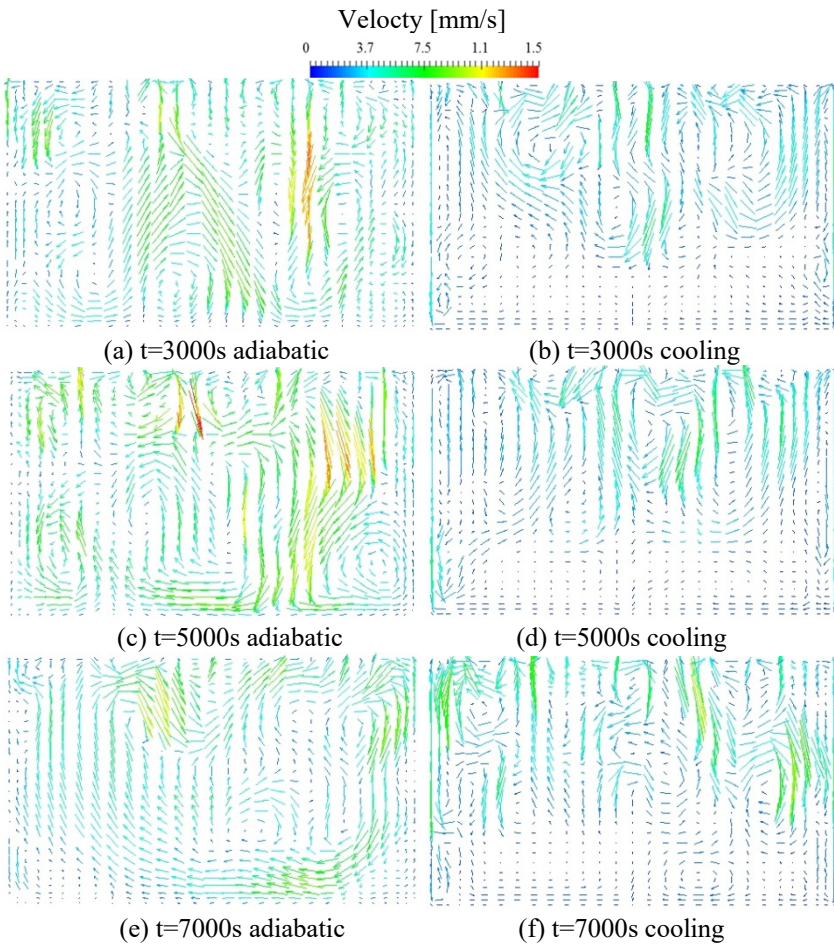 Velocty [mm/s]
0 3.7 7.5 1.1 1.5
(a) t=3000s adiabatic (b) t=3000s cooling
(c) t=5000s adiabatic (d) t=5000s cooling
(e) t=7000s adiabatic (f) t=7000s cooling